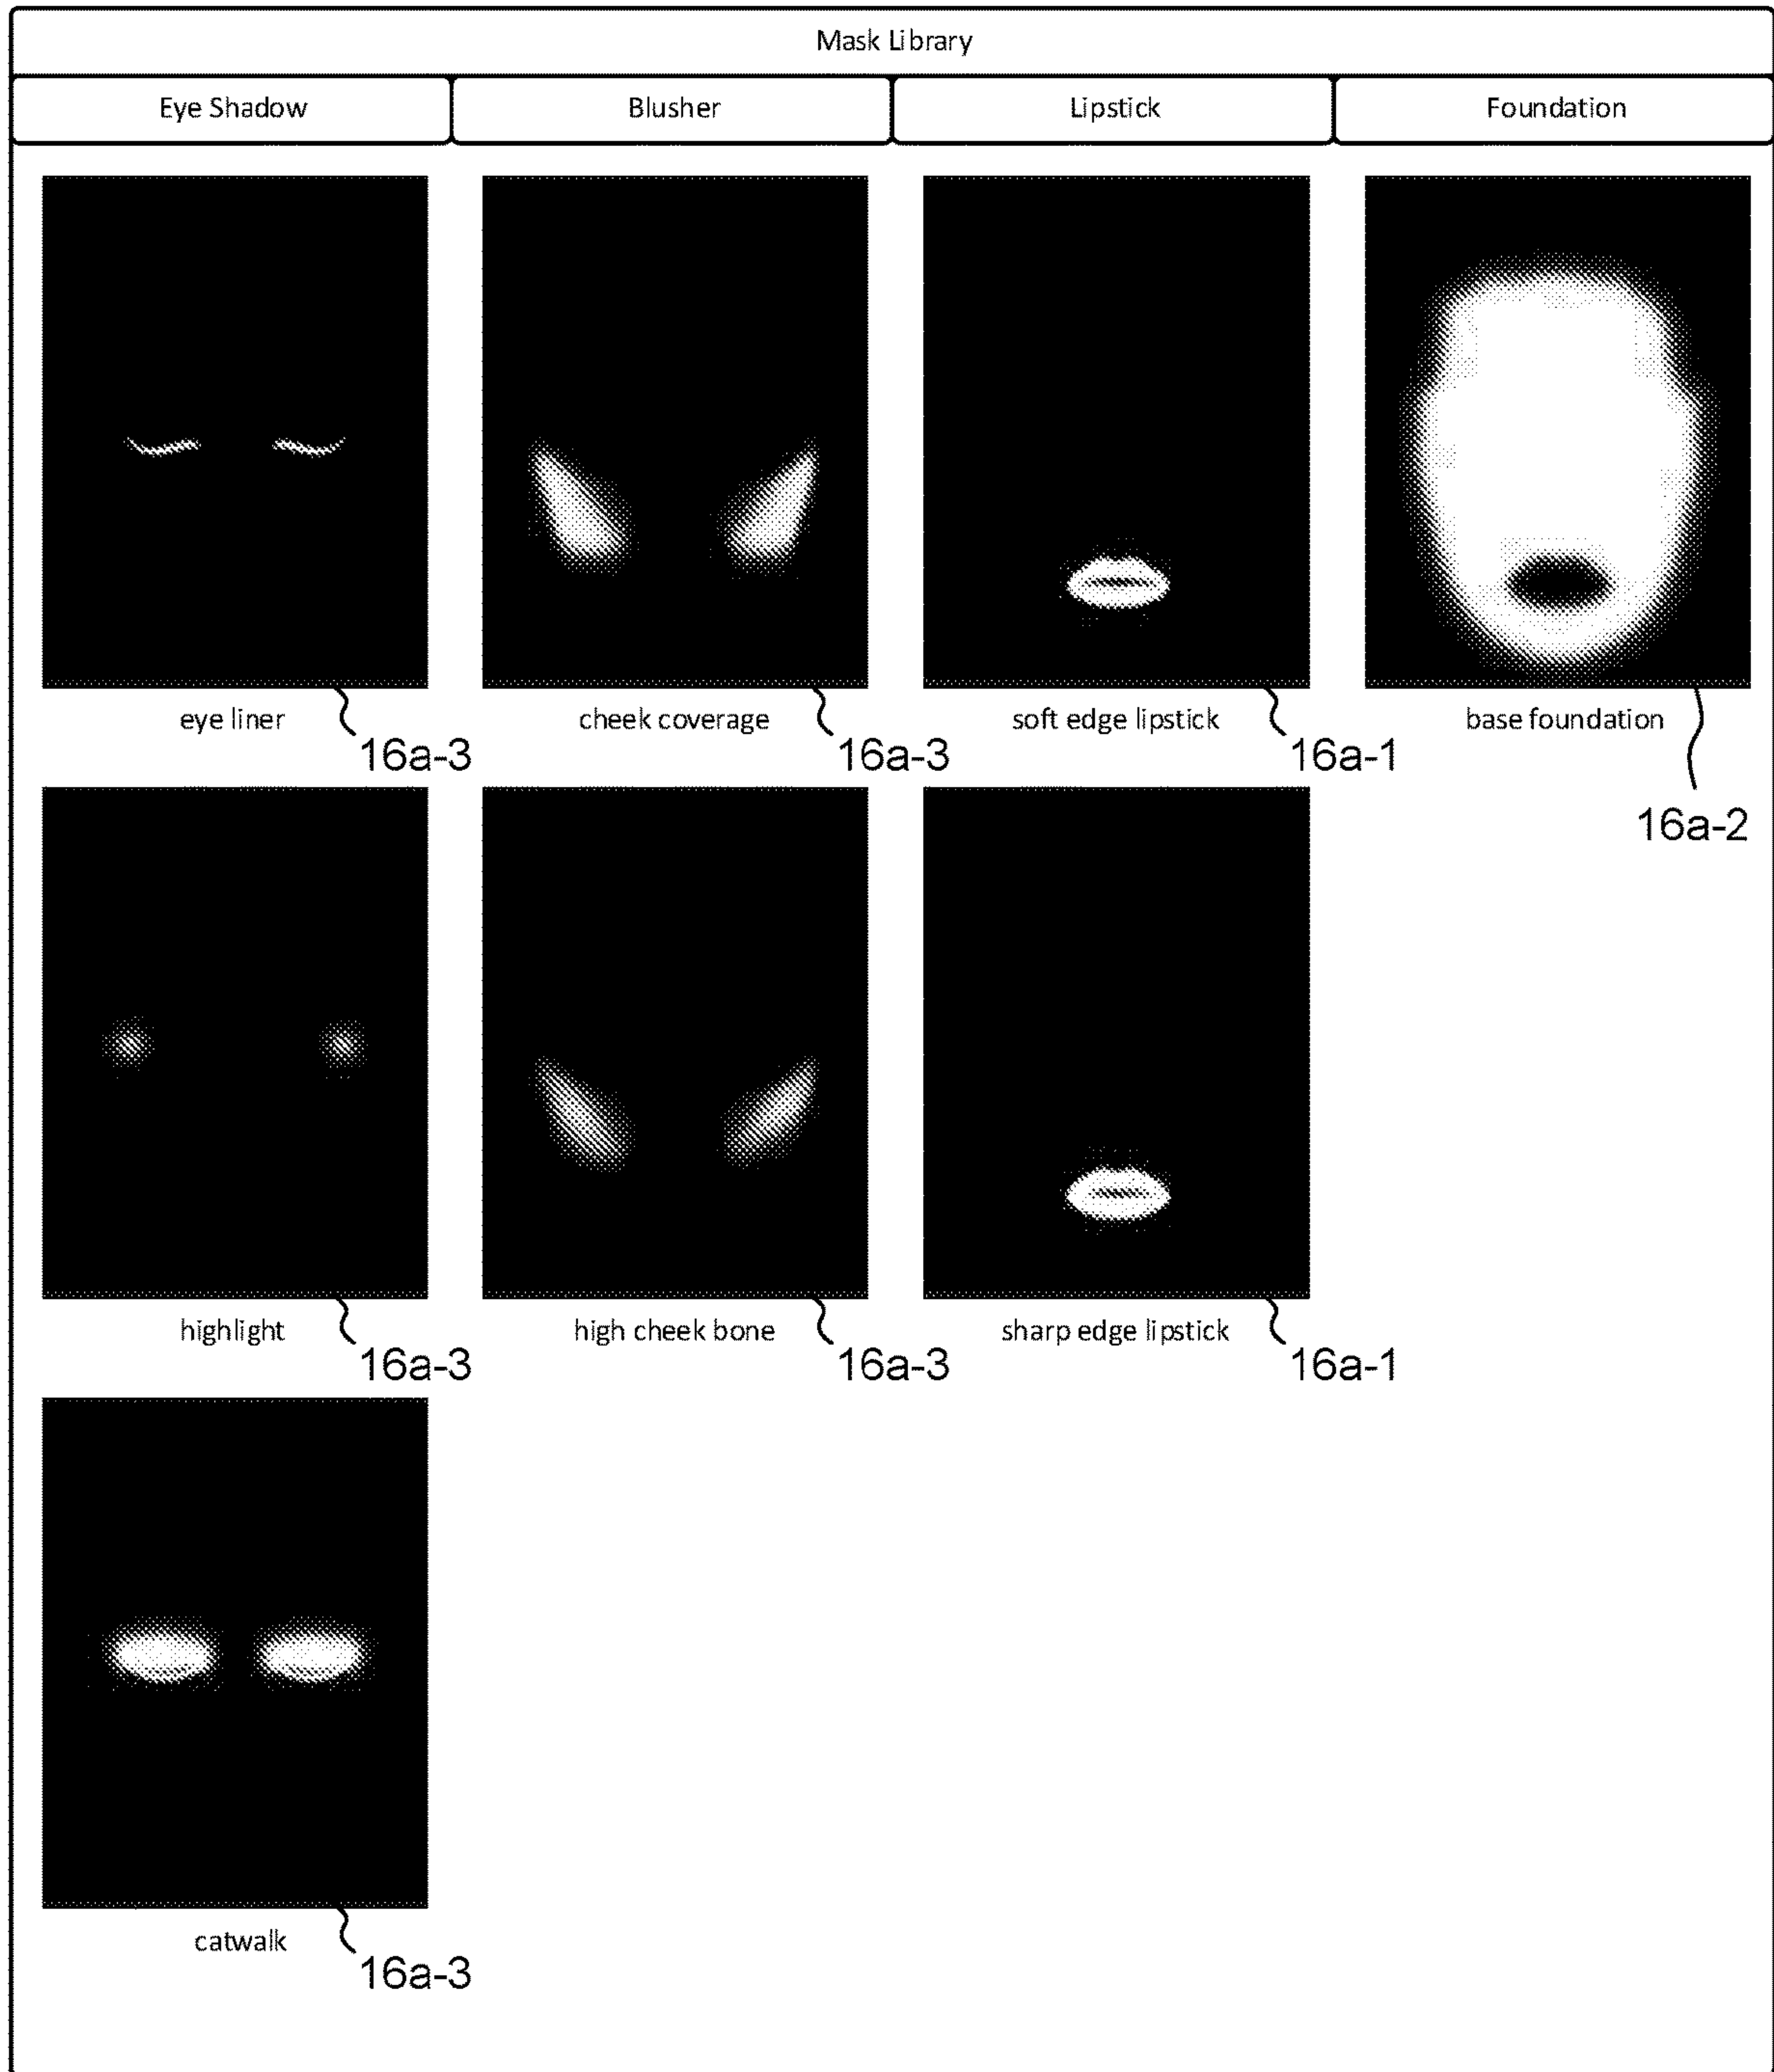 Mask Library
Eye Shadow
Blusher
Lipstick
Foundation
eye liner
16a-3
cheek coverage
16a-3
soft edge lipstick
16a-1
base foundation
16a-2
highlight
16a-3
high cheek bone
16a-3
sharp edge lipstick
16a-1
catwalk
16a-3